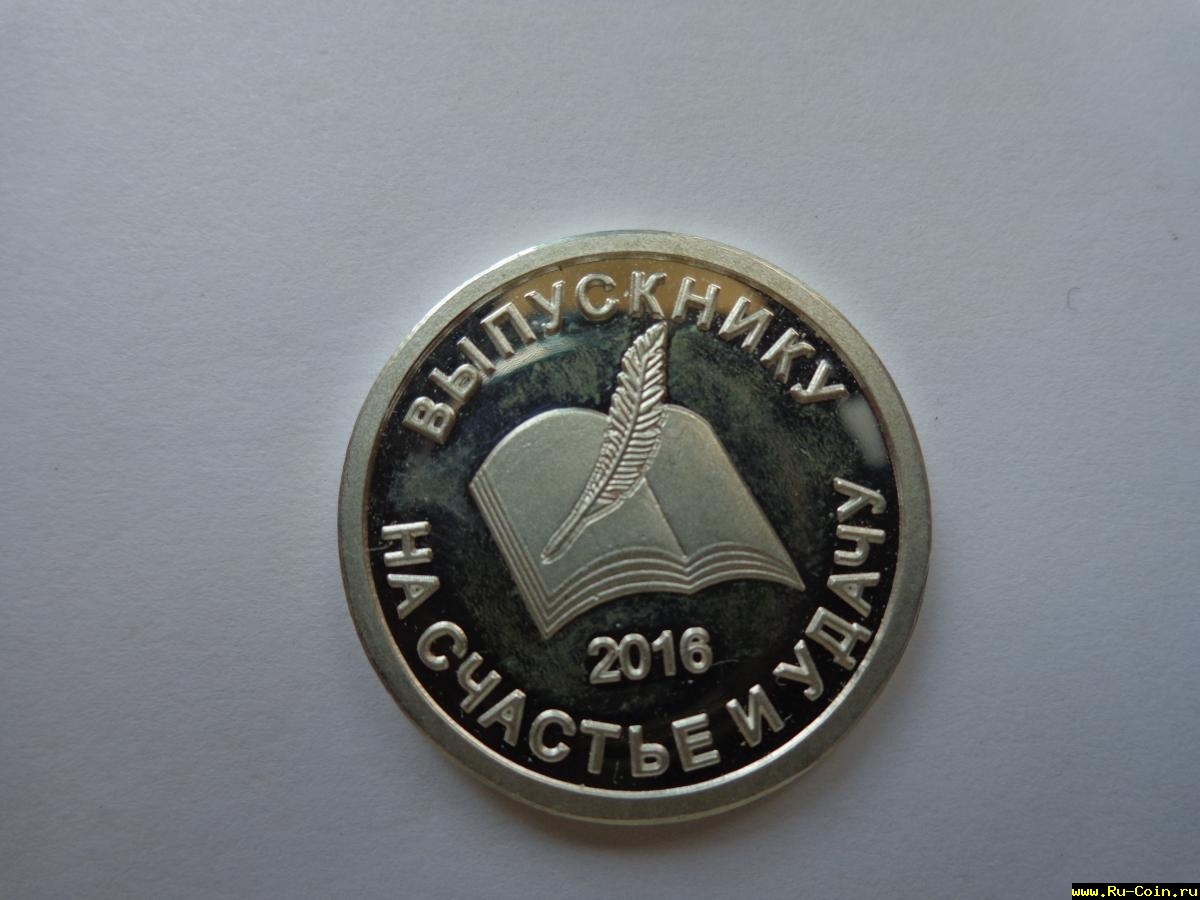 ВЫПУСКНИКУ
2016
НА СЧАСТЬЕ И УДАЧУ
www.Ru-Coin.ru